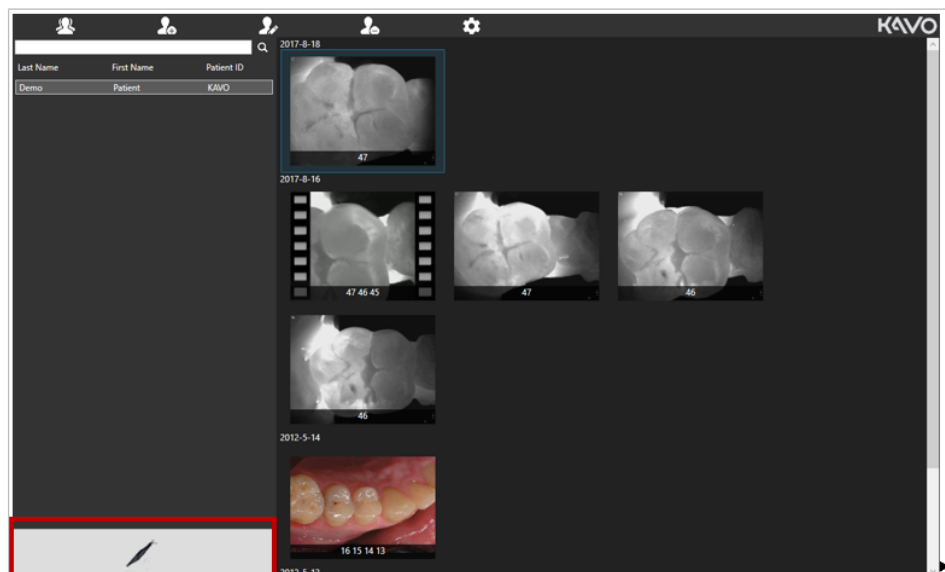 KAVO
Last Name First Name Patient ID
Demo Patient KAVO
2017-8-18
47
2017-8-16
47 46 45
47
46
46
2012-5-14
16 15 14 13